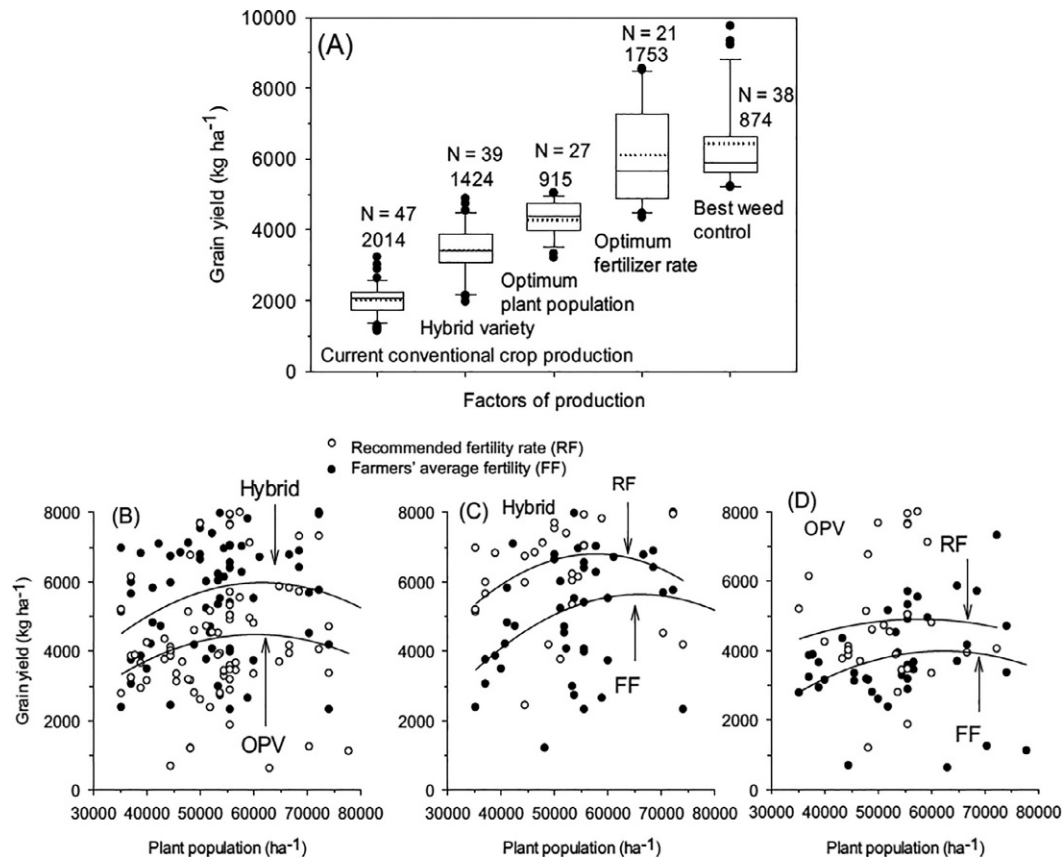 (A)
10000
8000
6000
4000
2000
0
Grain yield (kg ha-1)
N = 47
2014
N = 39
1424
N = 27
915
N = 21
1753
N = 38
874
Best weed
control
Optimum
fertilizer rate
Optimum
plant population
Hybrid variety
Current conventional crop production
Factors of production
Recommended fertility rate (RF)
Farmers' average fertility (FF)
(B)
Hybrid
OPV
8000
6000
4000
2000
0
Grain yield (kg ha-1)
30000 40000 50000 60000 70000 80000
Plant population (ha-1)
(C)
Hybrid
RF
FF
8000
6000
4000
2000
0
30000 40000 50000 60000 70000 80000
Plant population (ha-1)
(D)
OPV
RF
FF
8000
6000
4000
2000
0
30000 40000 50000 60000 70000 80000
Plant population (ha-1)